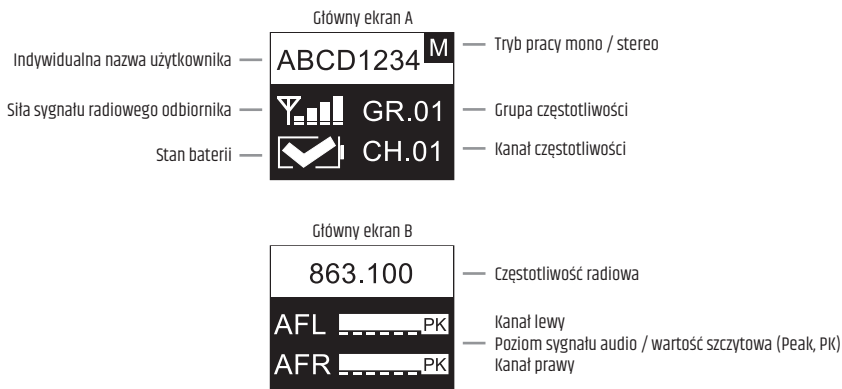 Główny ekran A
Indywidualna nazwa użytkownika
ABCD1234 M
Tryb pracy mono / stereo
Siła sygnału radiowego odbiornika
GR.01
Grupa częstotliwości
Stan baterii
CH.01
Kanał częstotliwości
Główny ekran B
863.100
Częstotliwość radiowa
AFL PK
Kanał lewy
Poziom sygnału audio / wartość szczytowa (Peak, PK)
AFR PK
Kanał prawy